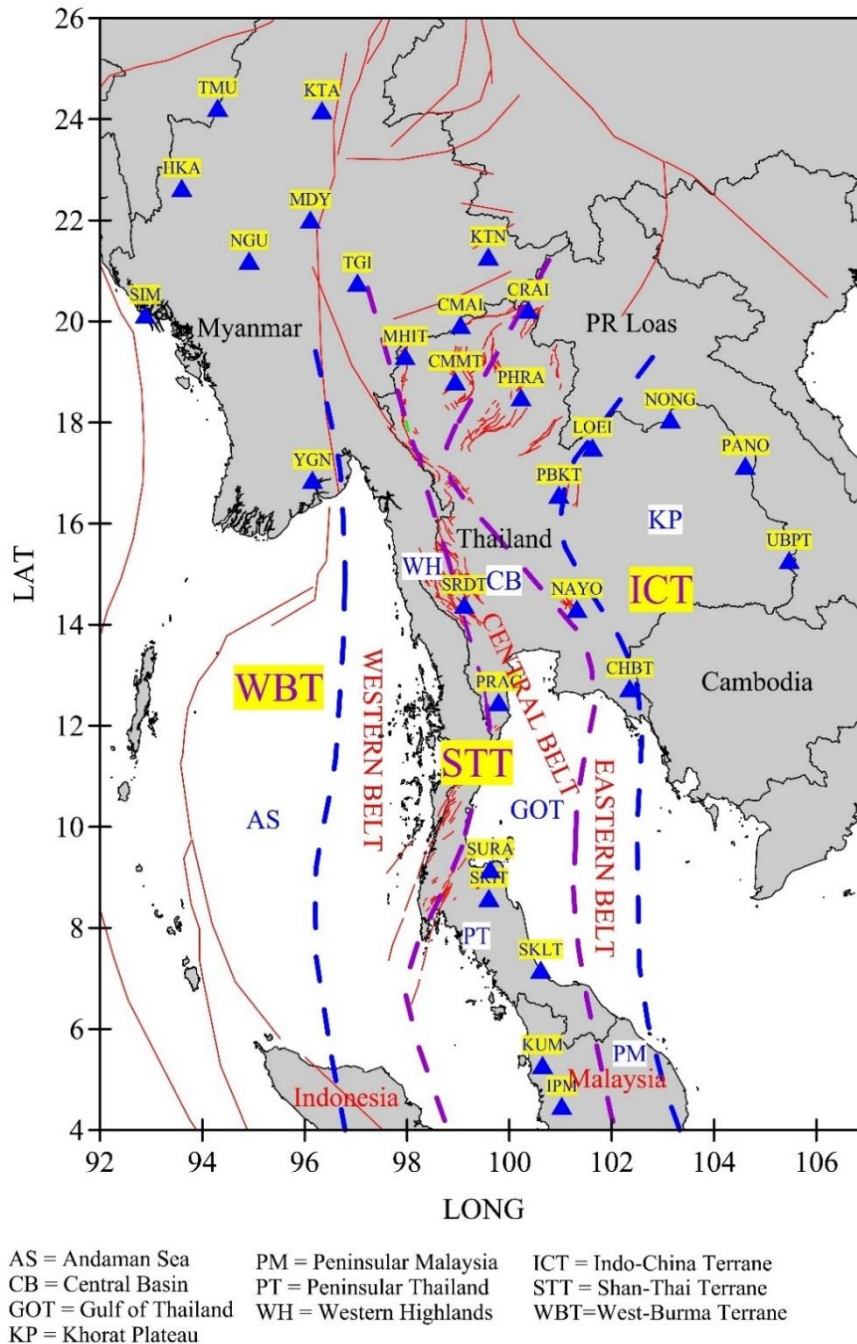 26
24
22
20
18
16
14
12
10
8
6
4
LAT
TMU
KTA
HKA
MDY
NGU
KTN
TGI
SIM
CRAI
CMAI
Myanmar
PR Loas
MHIT
CMMT
PHRA
NONG
LOEI
PANO
YGN
PBKT
KP
UBPT
Thailand
WH
CB
SRDT
NAYO
ICT
WBT
WESTERN BELT
CENTRAL BELT
PRAC
CHBT
Cambodia
STT
EASTERN BELT
AS
GOT
SURA
SKIT
PT
SKLT
KUM
PM
IPM
Malaysia
Indonesia
92 94 96 98 100 102 104 106
LONG
AS = Andaman Sea
CB = Central Basin
GOT = Gulf of Thailand
KP = Khorat Plateau
PM = Peninsular Malaysia
PT = Peninsular Thailand
WH = Western Highlands
ICT = Indo-China Terrane
STT = Shan-Thai Terrane
WBT=West-Burma Terrane